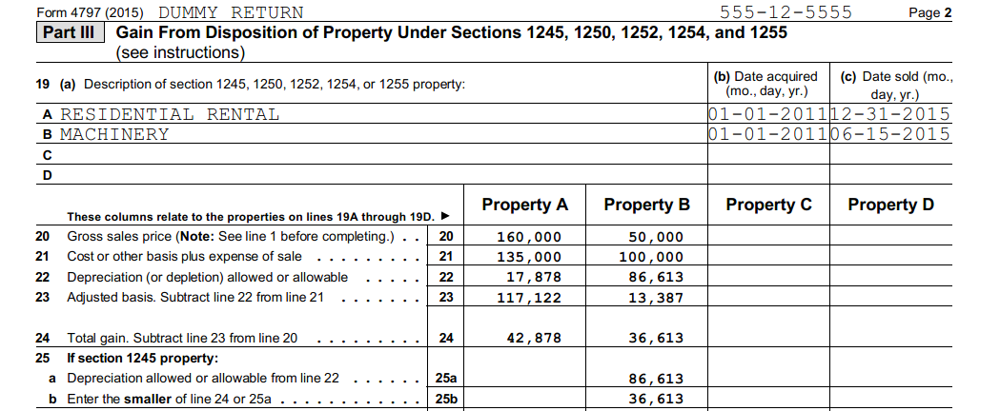 Form 4797 (2015) DUMMY RETURN 555-12-5555 Page 2
Part III Gain From Disposition of Property Under Sections 1245, 1250, 1252, 1254, and 1255
(see instructions)
19 (a) Description of section 1245, 1250, 1252, 1254, or 1255 property: (b) Date acquired (mo., day, yr.) (c) Date sold (mo., day, yr.)
A RESIDENTIAL RENTAL 01-01-2011 12-31-2015
B MACHINERY 01-01-2011 06-15-2015
C
D
These columns relate to the properties on lines 19A through 19D. ▶ Property A Property B Property C Property D
20 Gross sales price (Note: See line 1 before completing.) . . 20 160,000 50,000
21 Cost or other basis plus expense of sale . . . . . . . . . 21 135,000 100,000
22 Depreciation (or depletion) allowed or allowable . . . . . 22 17,878 86,613
23 Adjusted basis. Subtract line 22 from line 21 . . . . . . . 23 117,122 13,387
24 Total gain. Subtract line 23 from line 20 . . . . . . . . . 24 42,878 36,613
25 If section 1245 property:
a Depreciation allowed or allowable from line 22 . . . . . . 25a 86,613
b Enter the smaller of line 24 or 25a . . . . . . . . . . . . 25b 36,613